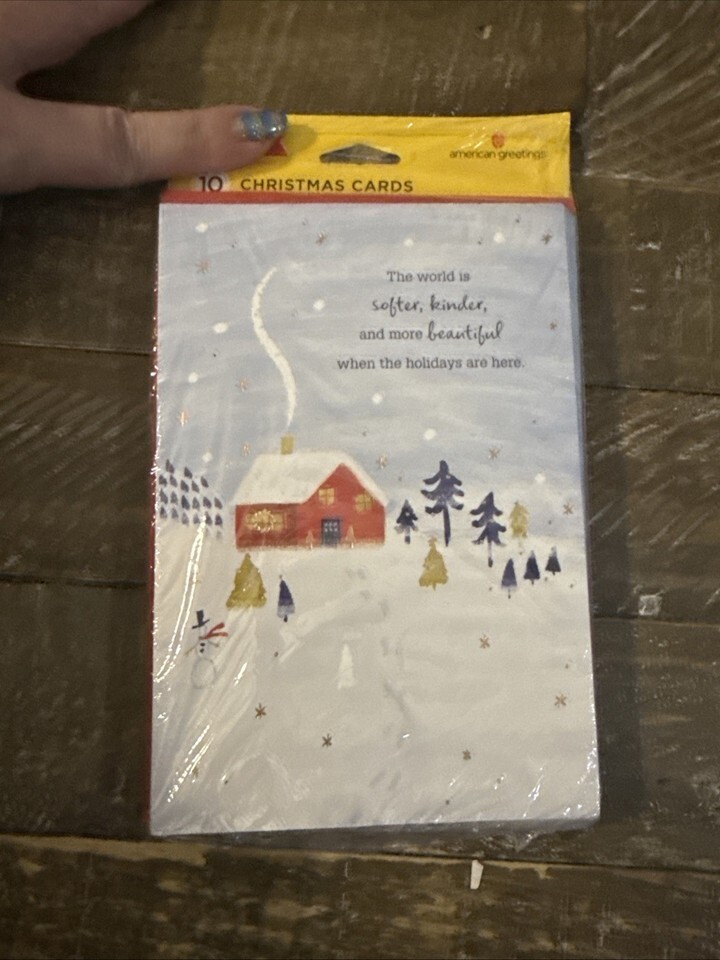 american greetings
10 CHRISTMAS CARDS
The world is
softer, kinder,
and more beautiful
when the holidays are here.